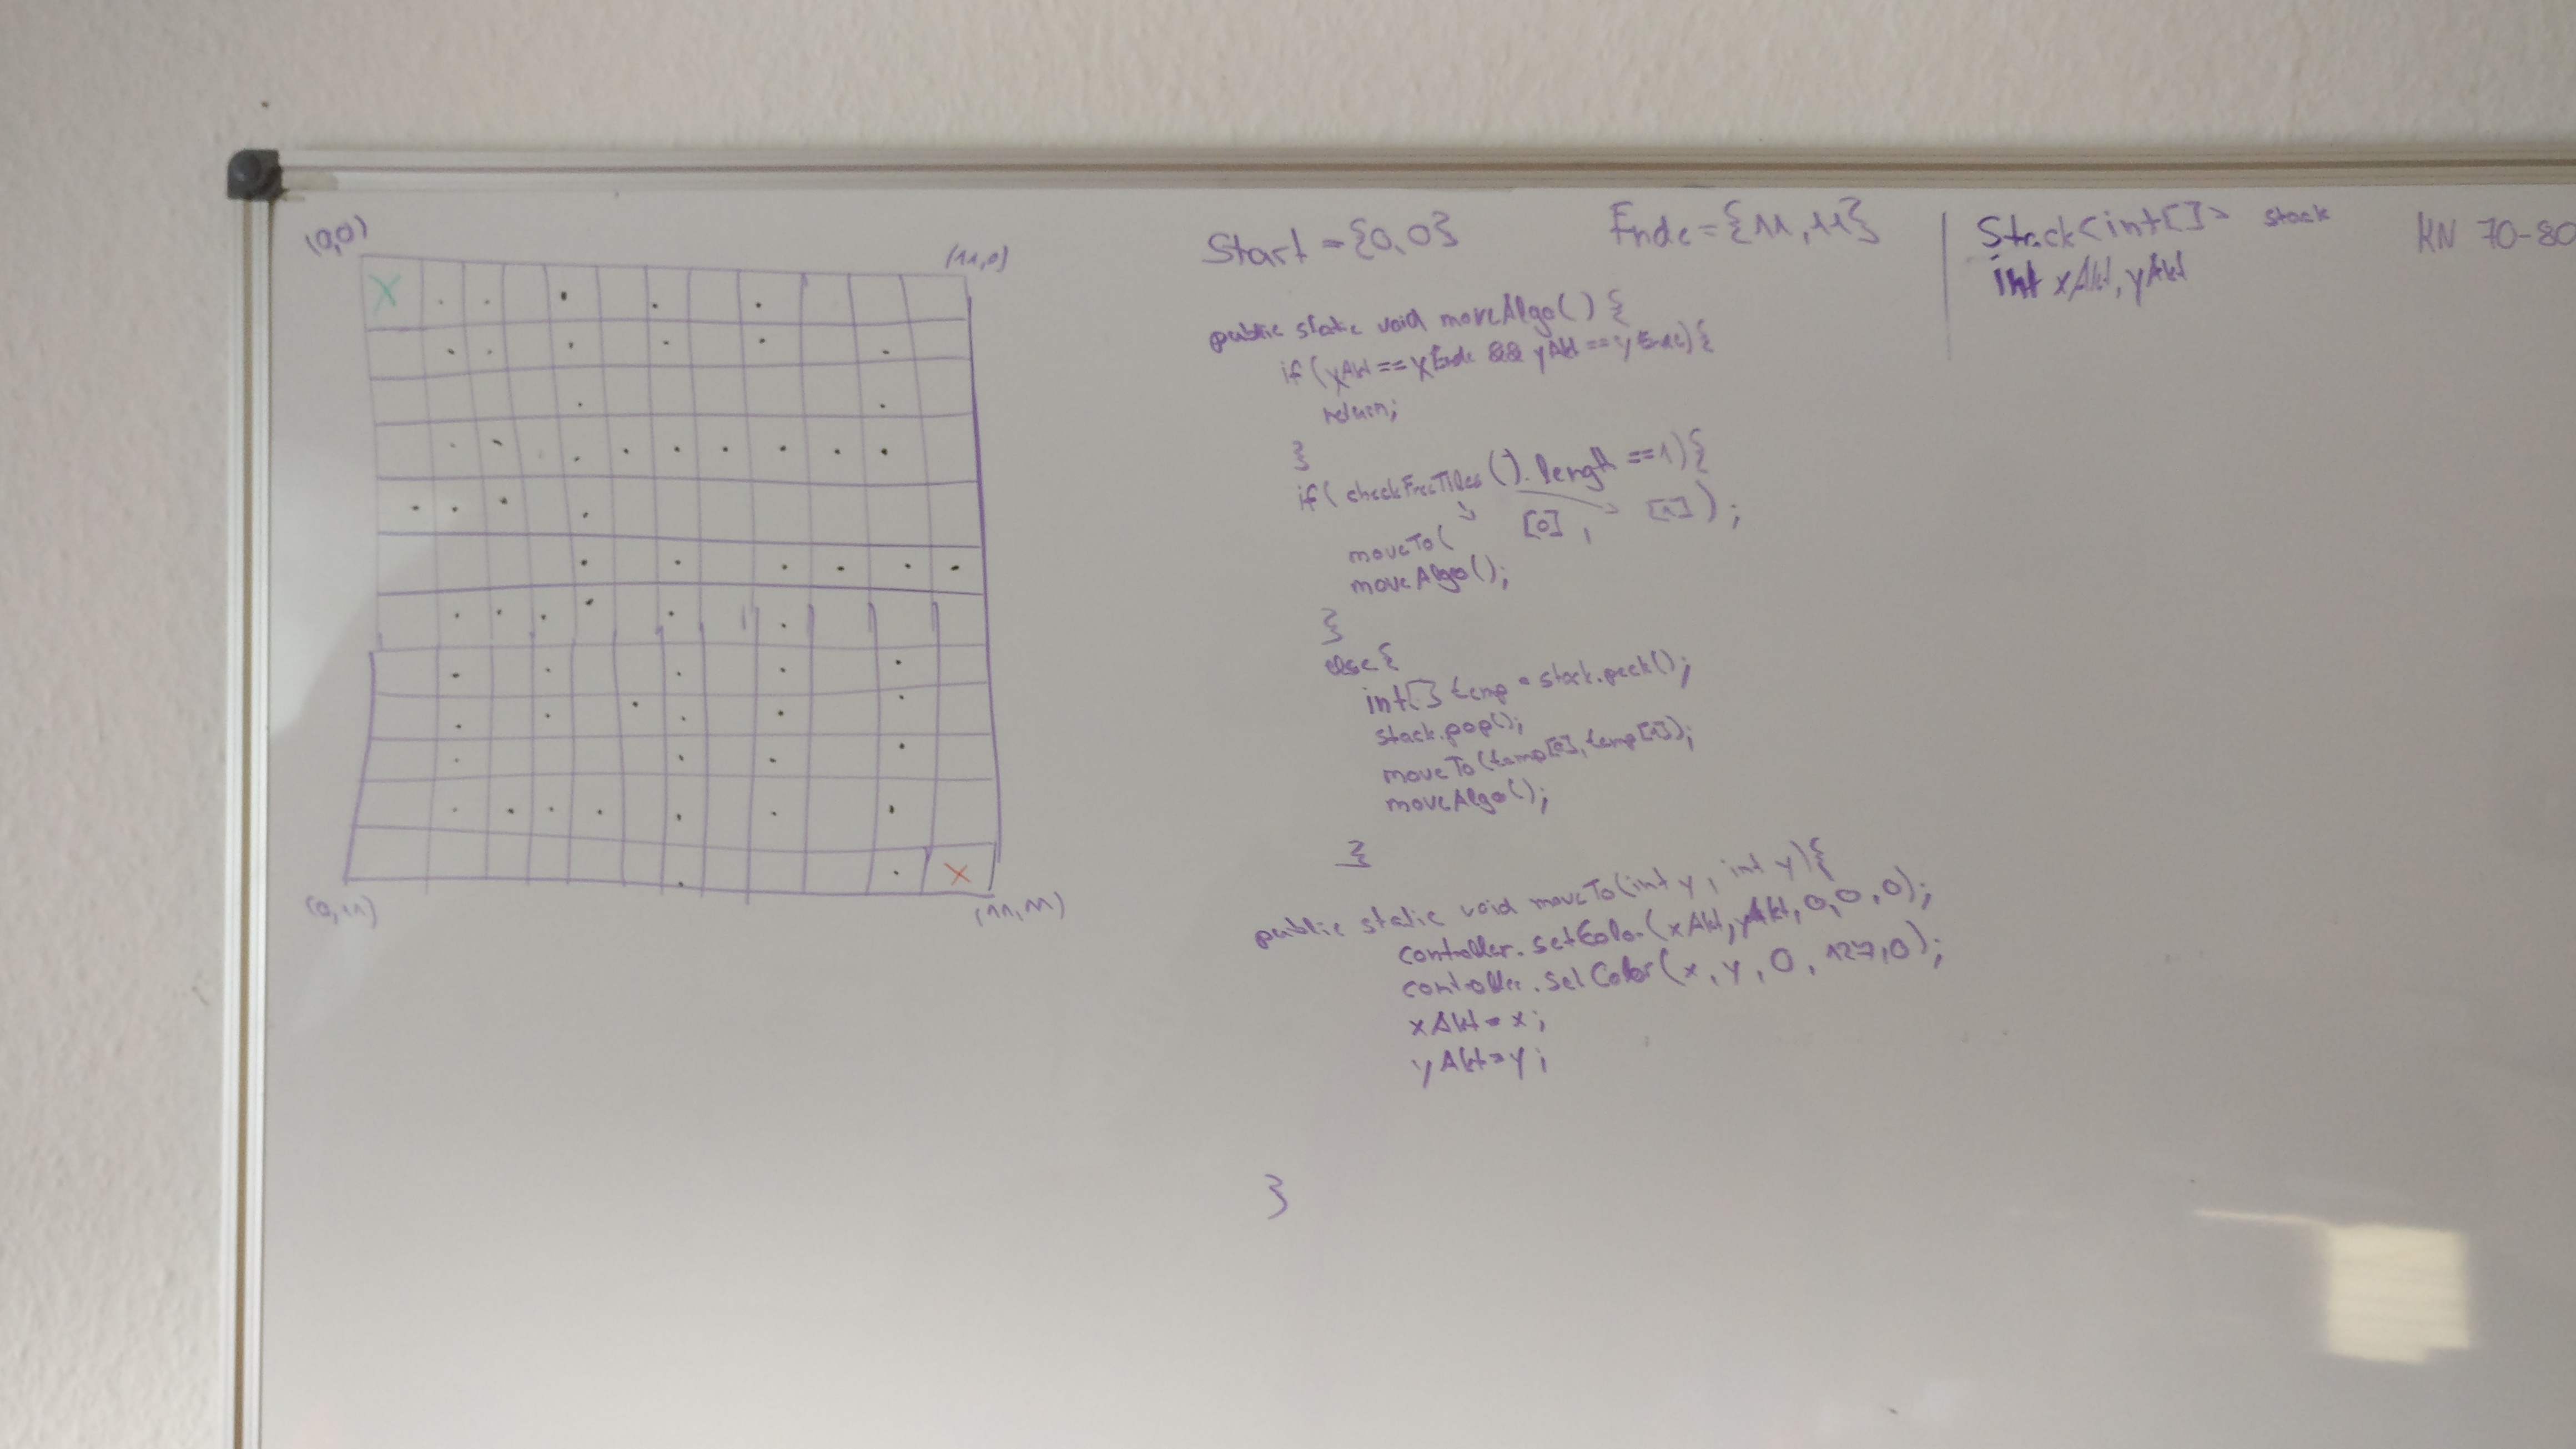 (0,0)
(11,0)
(0,11)
(11,11)
Start = {0,0}
Ende = {11,11}
Stack<int[]> stack
int xAkt, yAkt
KN 70-80
public static void moveAlgo() {
if (xAkt == xEnde && yAkt == yEnde) {
return;
}
if( checkFreeTiles ().length ==1){
moveTo( [0] , [1] );
moveAlgo();
}
else {
int[] temp = stack.peek();
stack.pop();
moveTo(temp[0], temp[1]);
moveAlgo();
}
public static void moveTo(int y, int y){
controller.setColor(xAkt, yAkt, 0, 0, 0);
controller.setColor(x, y, 0, 127, 0);
xAkt = x;
yAkt = y;
}